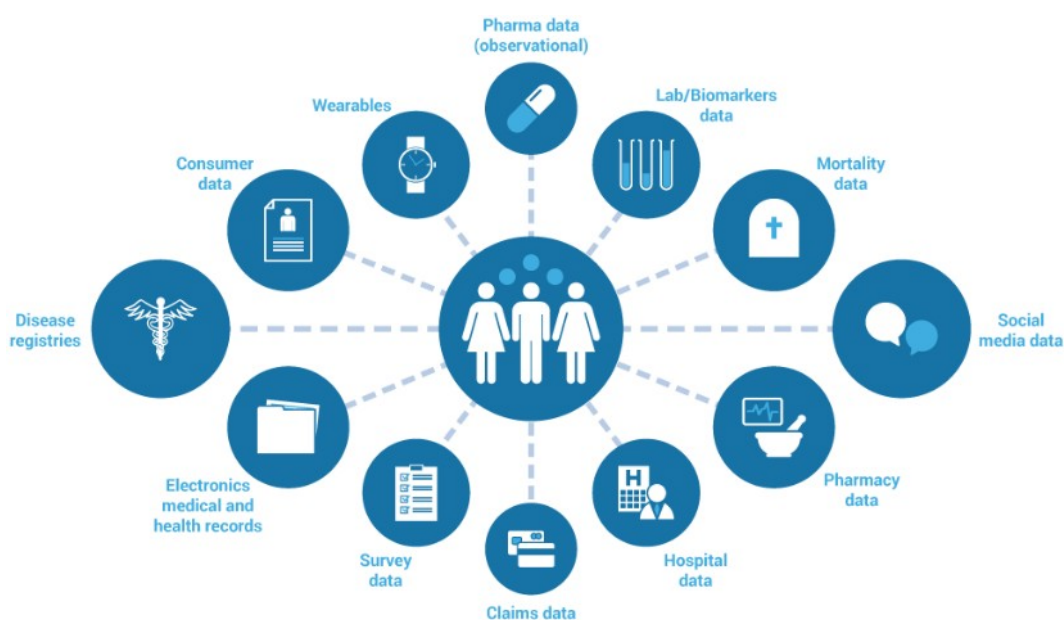 Pharma data
(observational)
Wearables
Lab/Biomarkers
data
Consumer
data
Mortality
data
Disease
registries
Social
media data
Electronics
medical and
health records
Pharmacy
data
Survey
data
H
Hospital
data
Claims data